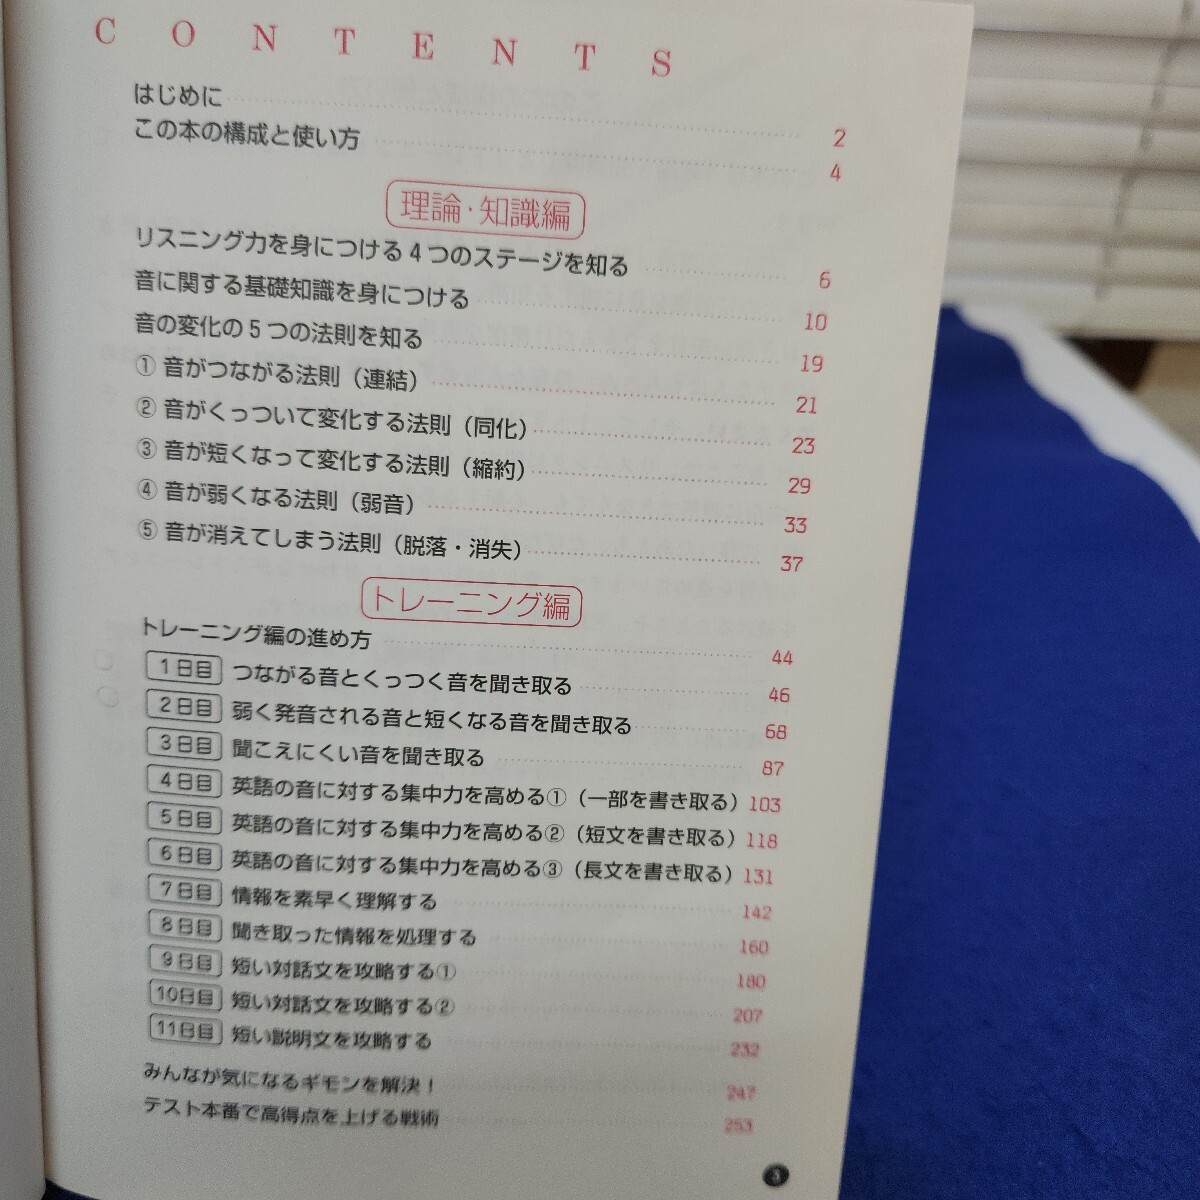 CONTENTS
はじめに 2
この本の構成と使い方 4
理論・知識編
リスニング力を身につける4つのステージを知る 6
音に関する基礎知識を身につける 10
音の変化の5つの法則を知る 19
① 音がつながる法則（連結） 21
② 音がくっついて変化する法則（同化） 23
③ 音が短くなって変化する法則（縮約） 29
④ 音が弱くなる法則（弱音） 33
⑤ 音が消えてしまう法則（脱落・消失） 37
トレーニング編
トレーニング編の進め方 44
1日目 つながる音とくっつく音を聞き取る 46
2日目 弱く発音される音と短くなる音を聞き取る 68
3日目 聞こえにくい音を聞き取る 87
4日目 英語の音に対する集中力を高める①（一部を書き取る） 103
5日目 英語の音に対する集中力を高める②（短文を書き取る） 118
6日目 英語の音に対する集中力を高める③（長文を書き取る） 131
7日目 情報を素早く理解する 142
8日目 聞き取った情報を処理する 160
9日目 短い対話文を攻略する① 180
10日目 短い対話文を攻略する② 207
11日目 短い説明文を攻略する 232
みんなが気になるギモンを解決！ 247
テスト本番で高得点を上げる戦術 253
3